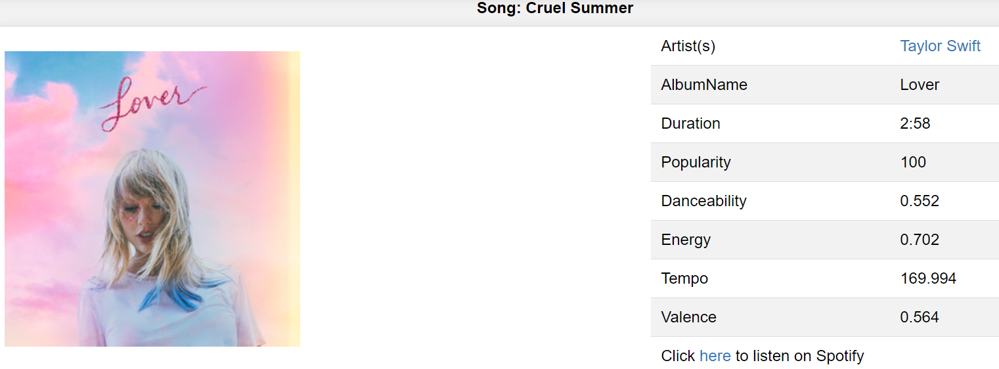 Song: Cruel Summer
Lover
Artist(s) Taylor Swift
AlbumName Lover
Duration 2:58
Popularity 100
Danceability 0.552
Energy 0.702
Tempo 169.994
Valence 0.564
Click here to listen on Spotify